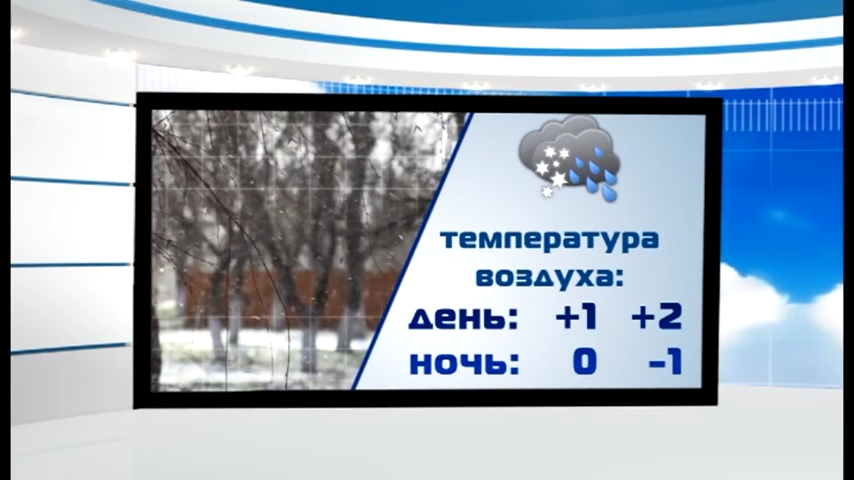 температура
воздуха:
день: +1 +2
ночь: 0 -1